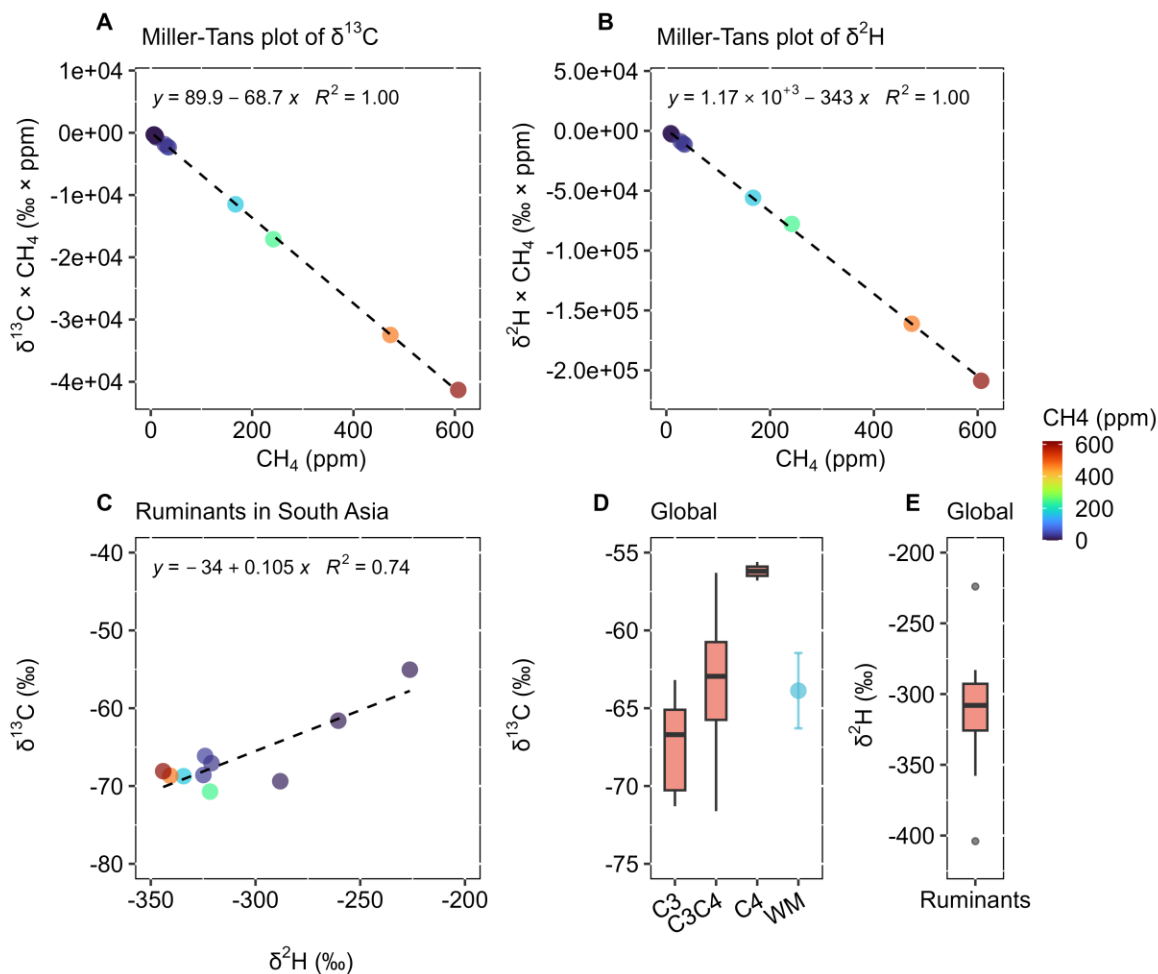 A
Miller-Tans plot of δ¹³C
y = 89.9 − 68.7 x R² = 1.00
1e+04
0e+00
-1e+04
-2e+04
-3e+04
-4e+04
δ¹³C × CH₄ (‰ × ppm)
0 200 400 600
CH₄ (ppm)
B
Miller-Tans plot of δ²H
y = 1.17 × 10⁺³ − 343 x R² = 1.00
5.0e+04
0.0e+00
-5.0e+04
-1.0e+05
-1.5e+05
-2.0e+05
δ²H × CH₄ (‰ × ppm)
0 200 400 600
CH₄ (ppm)
CH4 (ppm)
600
400
200
0
C
Ruminants in South Asia
y = − 34 + 0.105 x R² = 0.74
-40
-50
-60
-70
-80
δ¹³C (‰)
-350 -300 -250 -200
δ²H (‰)
D
Global
-55
-60
-65
-70
-75
δ¹³C (‰)
C3
C3C4
C4
WM
E
Global
-200
-250
-300
-350
-400
δ²H (‰)
Ruminants